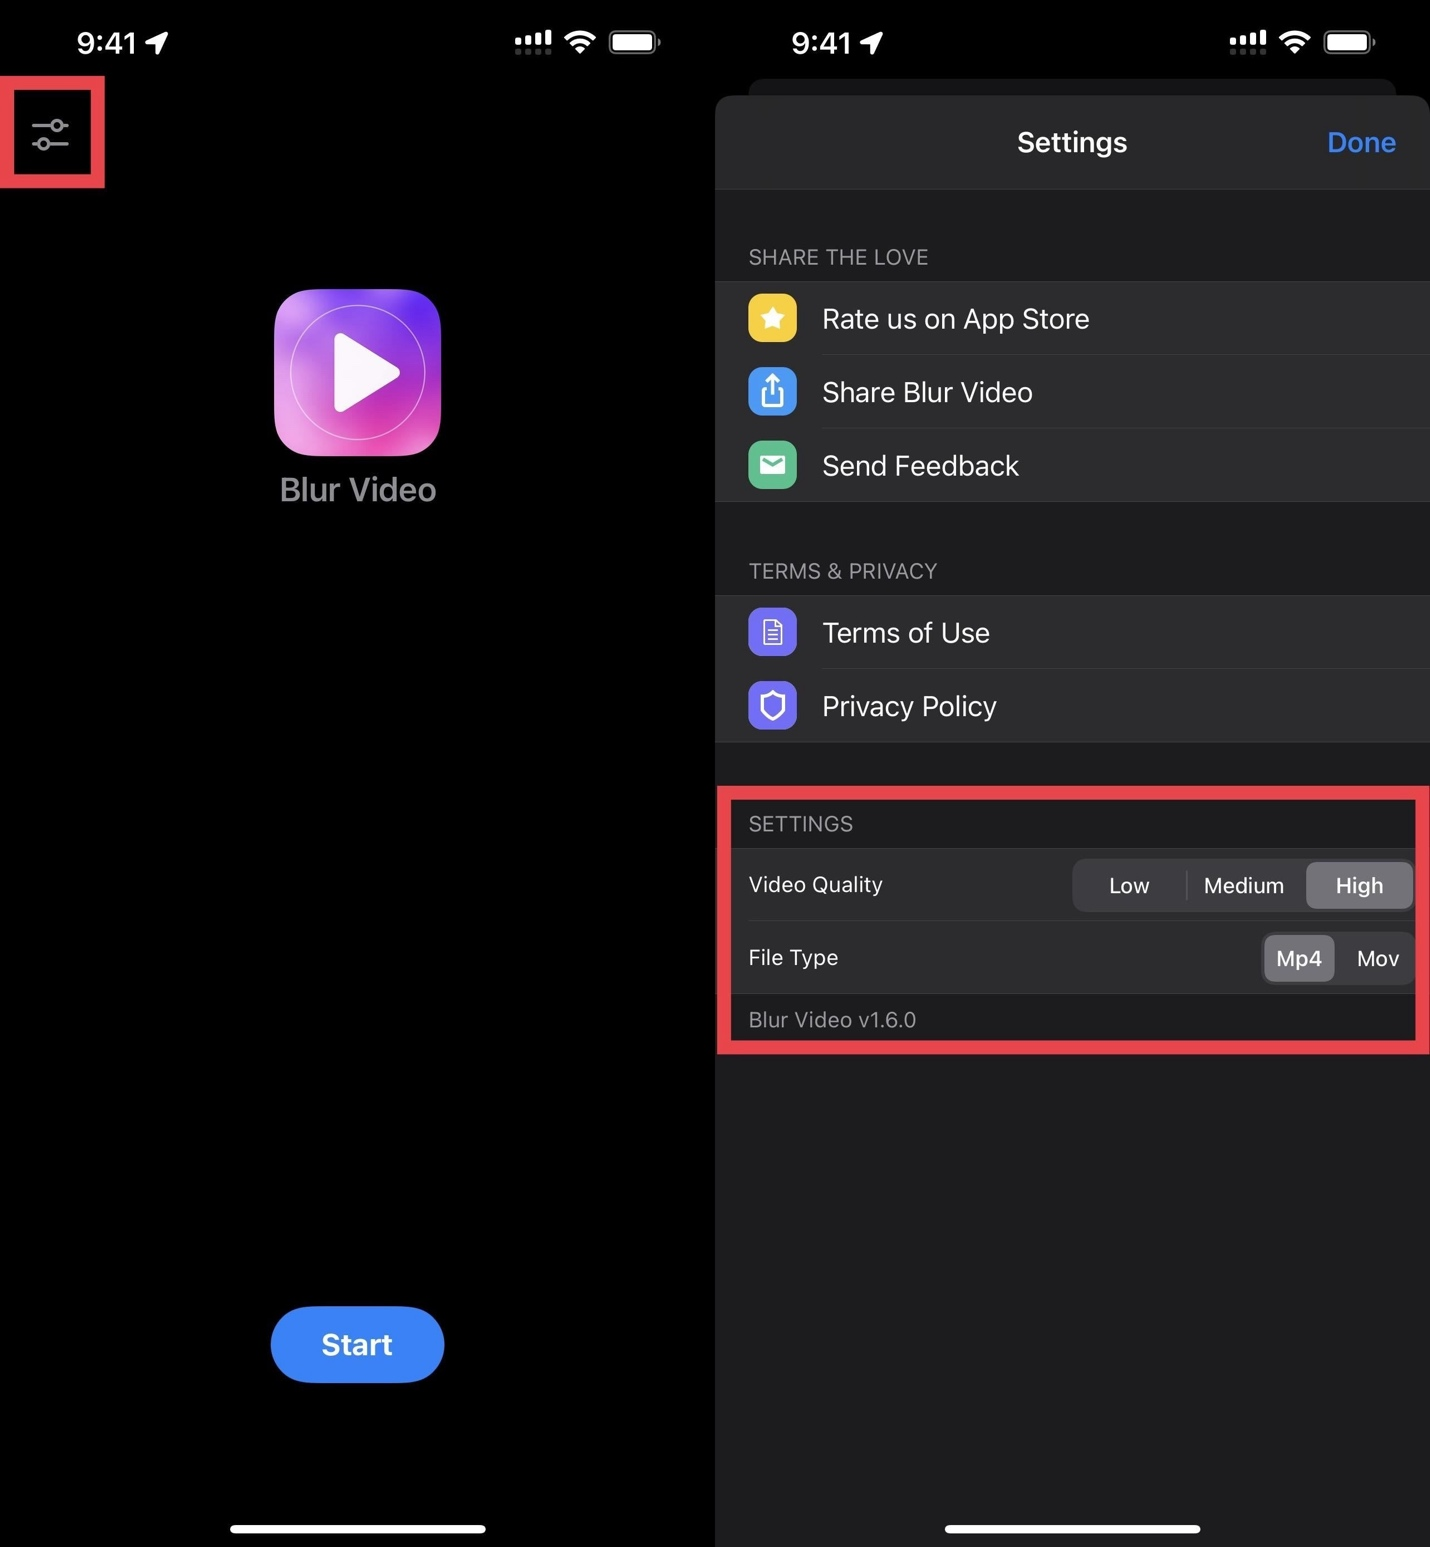 9:41
Blur Video
Start
9:41
Settings
Done
SHARE THE LOVE
Rate us on App Store
Share Blur Video
Send Feedback
TERMS & PRIVACY
Terms of Use
Privacy Policy
SETTINGS
Video Quality Low Medium High
File Type Mp4 Mov
Blur Video v1.6.0